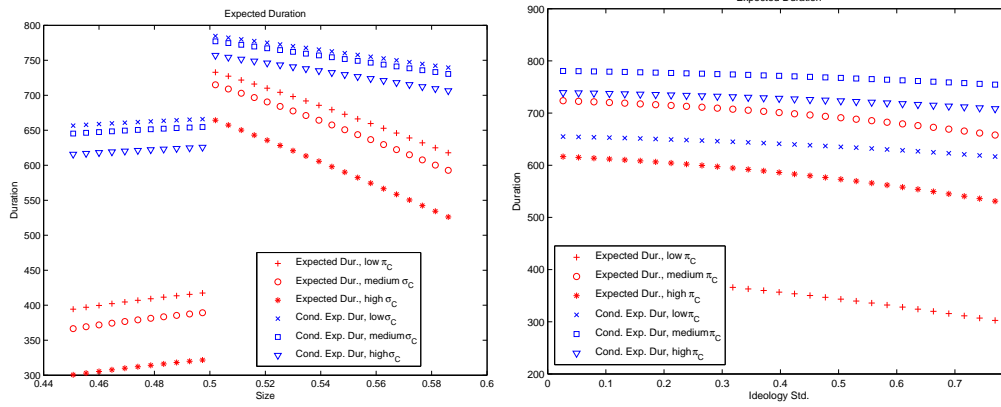 Expected Duration
800
750
700
650
600
550
500
450
400
350
300
Duration
0.44
0.46
0.48
0.5
0.52
0.54
0.56
0.58
0.6
Size
Expected Dur., low π_C
Expected Dur., medium σ_C
Expected Dur., high σ_C
Cond. Exp. Dur, low σ_C
Cond. Exp. Dur, medium σ_C
Cond. Exp. Dur, high σ_C
Expected Duration
900
800
700
600
500
400
300
200
Duration
0
0.1
0.2
0.3
0.4
0.5
0.6
0.7
Ideology Std.
Expected Dur., low π_C
Expected Dur., medium π_C
Expected Dur., high π_C
Cond. Exp. Dur, low π_C
Cond. Exp. Dur, medium π_C
Cond. Exp. Dur, high π_C